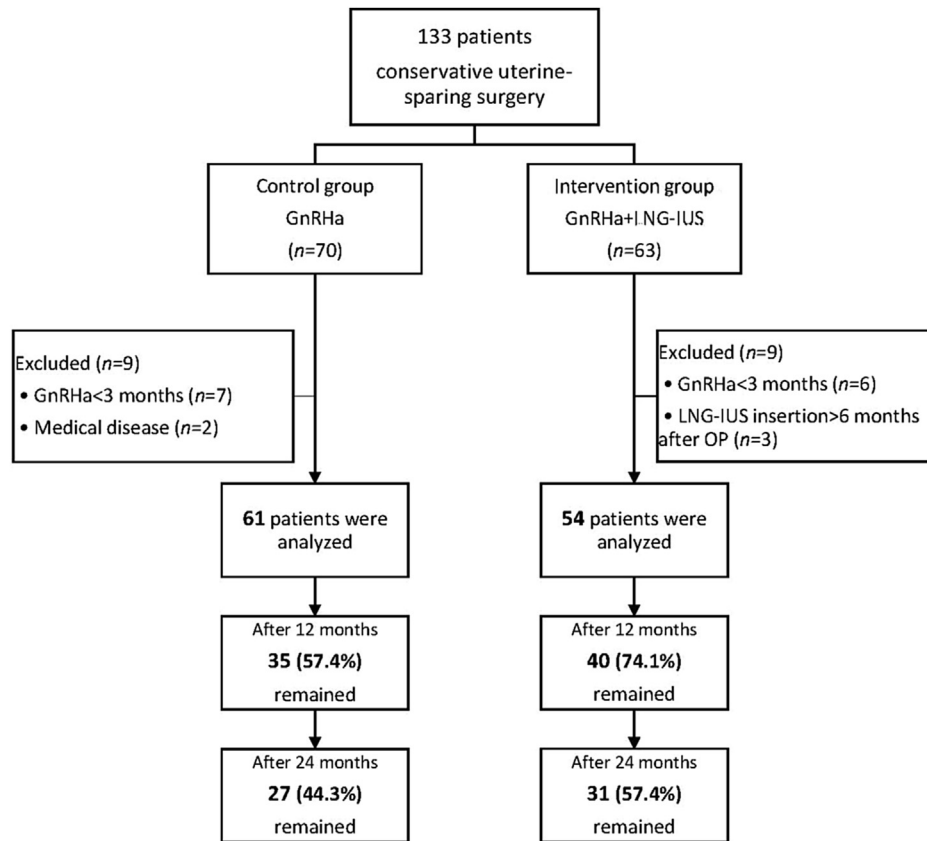 133 patients
conservative uterine-
sparing surgery
Control group
GnRHa
(n=70)
Intervention group
GnRHa+LNG-IUS
(n=63)
Excluded (n=9)
• GnRHa<3 months (n=7)
• Medical disease (n=2)
Excluded (n=9)
• GnRHa<3 months (n=6)
• LNG-IUS insertion>6 months
after OP (n=3)
61 patients were
analyzed
54 patients were
analyzed
After 12 months
35 (57.4%)
remained
After 12 months
40 (74.1%)
remained
After 24 months
27 (44.3%)
remained
After 24 months
31 (57.4%)
remained